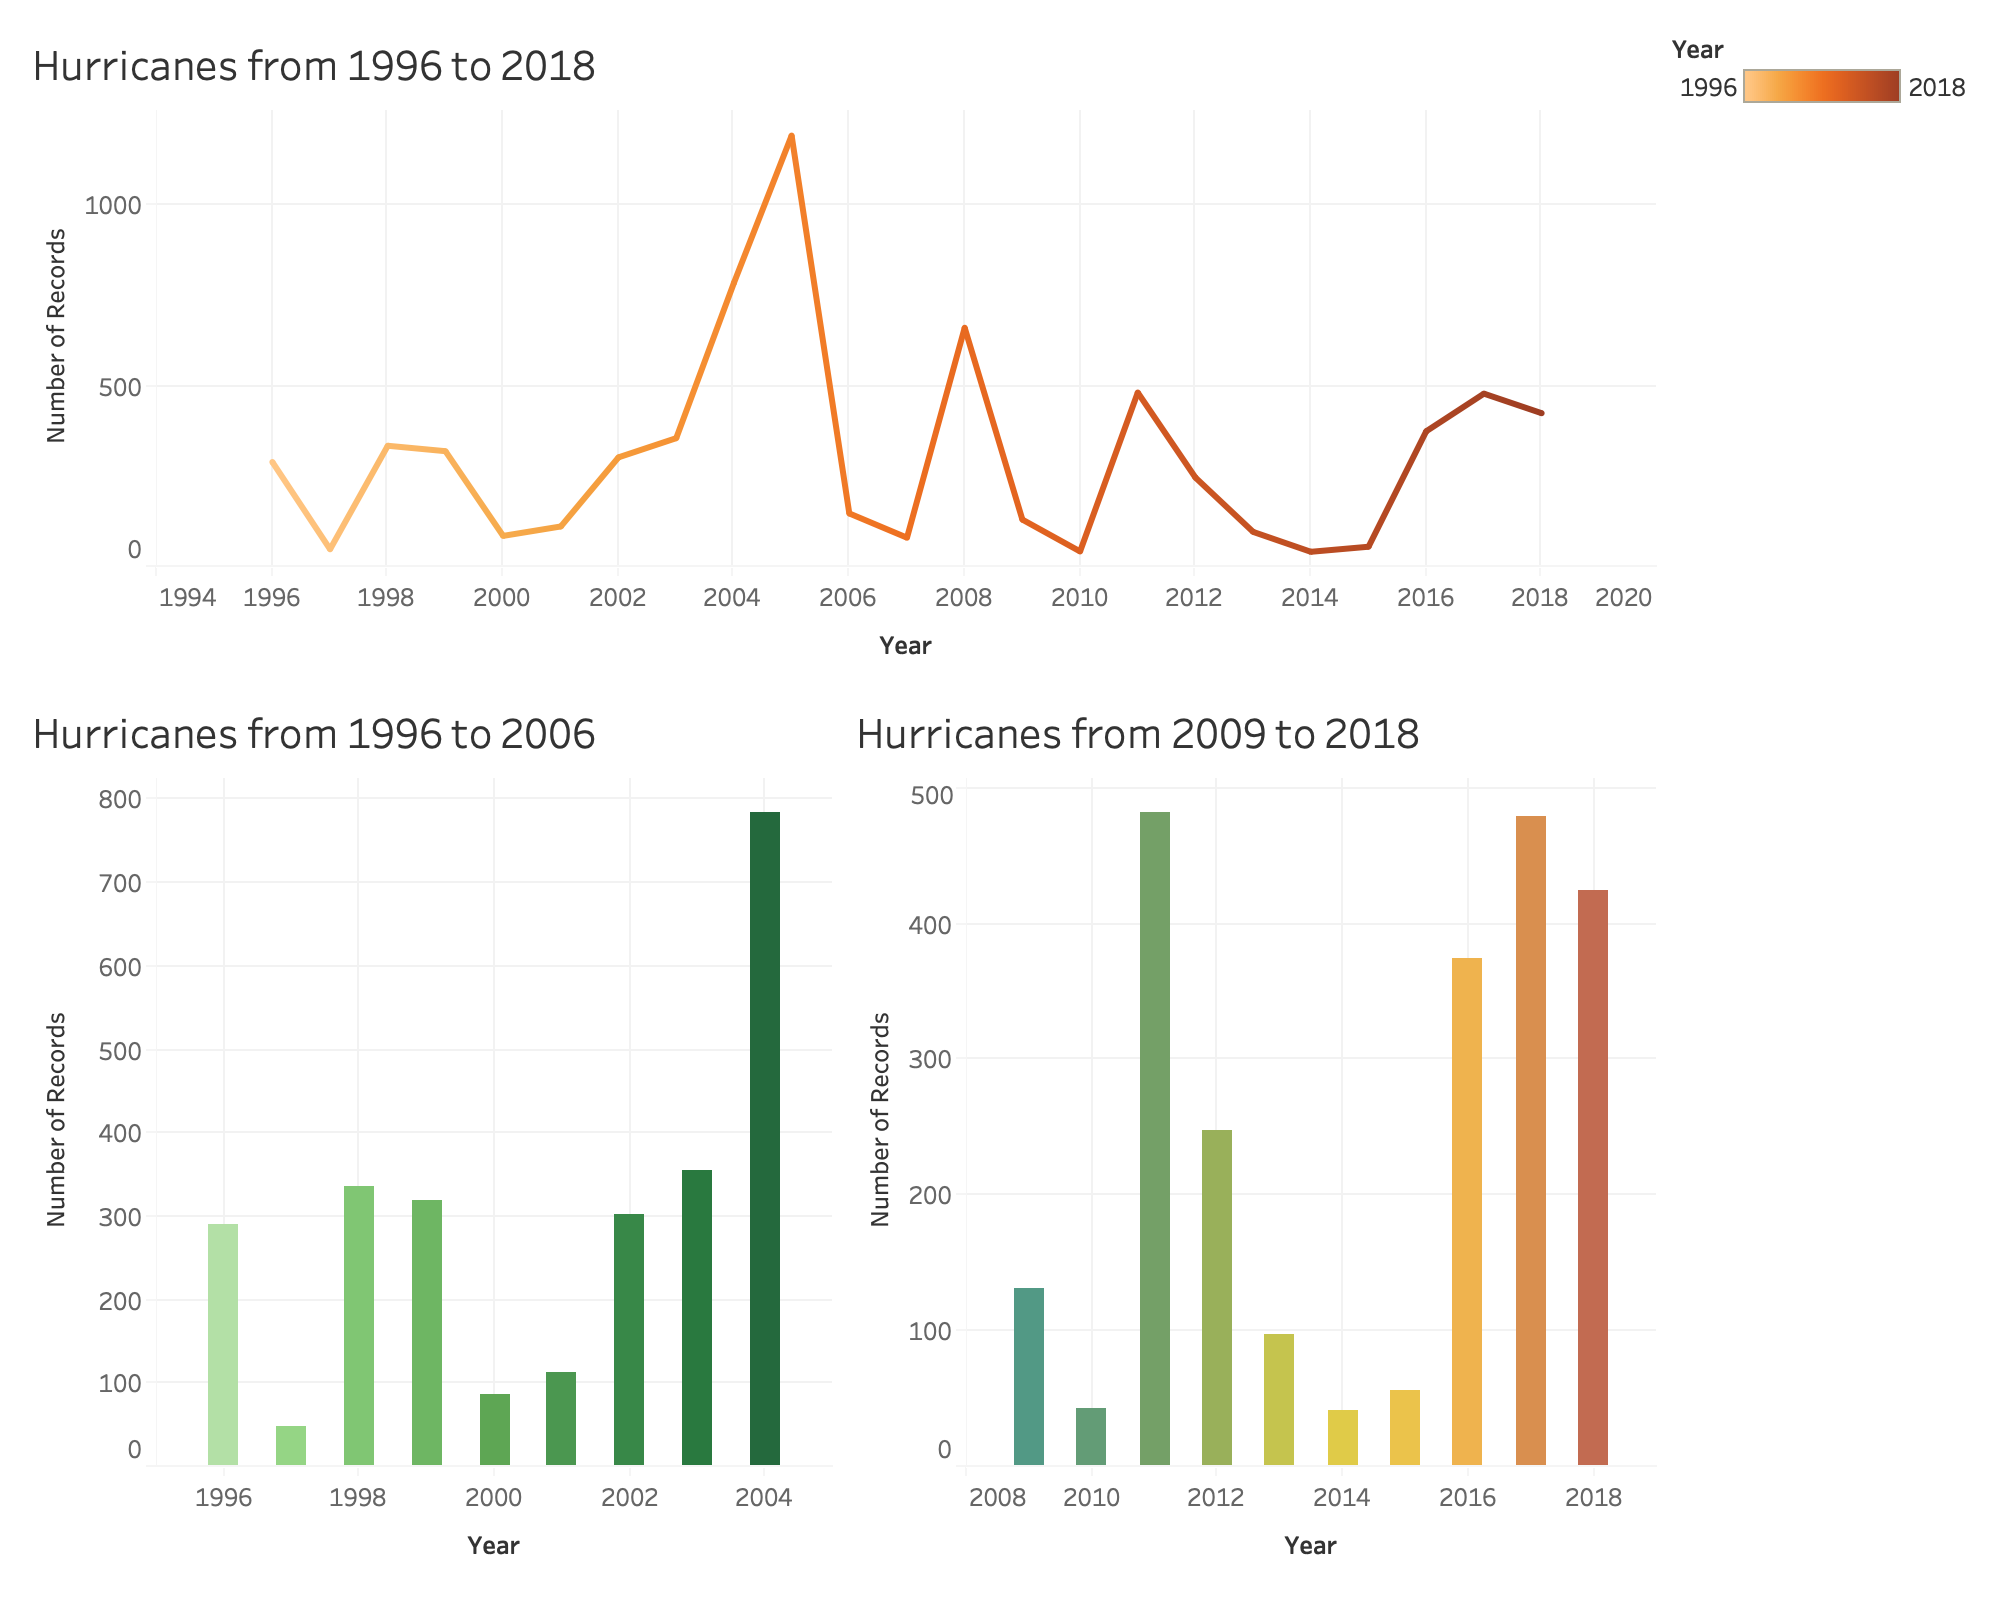 Hurricanes from 1996 to 2018
Year
1996 2018
Number of Records
1000
500
0
1994 1996 1998 2000 2002 2004 2006 2008 2010 2012 2014 2016 2018 2020
Year
Hurricanes from 1996 to 2006
Number of Records
800
700
600
500
400
300
200
100
0
1996 1998 2000 2002 2004
Year
Hurricanes from 2009 to 2018
Number of Records
500
400
300
200
100
0
2008 2010 2012 2014 2016 2018
Year